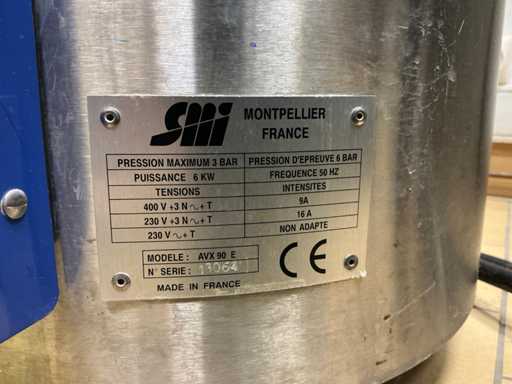 SMI MONTPELLIER
FRANCE
PRESSION MAXIMUM 3 BAR PRESSION D'EPREUVE 6 BAR
PUISSANCE 6 KW FREQUENCE 50 HZ
TENSIONS INTENSITES
400 V +3 N ~ + T 9A
230 V +3 N ~ + T 16 A
230 V ~ + T NON ADAPTE
MODELE : AVX 90 E
N° SERIE : 13064
CE
MADE IN FRANCE